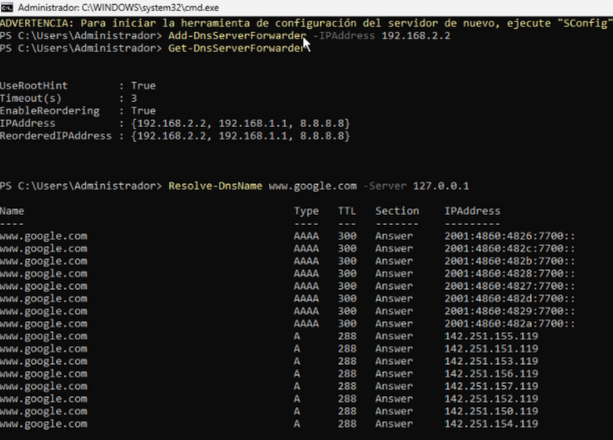 Administrador: C:\WINDOWS\system32\cmd.exe
ADVERTENCIA: Para iniciar la herramienta de configuración del servidor de nuevo, ejecute "SConfig"
PS C:\Users\Administrador> Add-DnsServerForwarder -IPAddress 192.168.2.2
PS C:\Users\Administrador> Get-DnsServerForwarder
UseRootHint : True
Timeout(s) : 3
EnableReordering : True
IPAddress : {192.168.2.2, 192.168.1.1, 8.8.8.8}
ReorderedIPAddress : {192.168.2.2, 192.168.1.1, 8.8.8.8}
PS C:\Users\Administrador> Resolve-DnsName www.google.com -Server 127.0.0.1
Name Type TTL Section IPAddress
---- ---- --- ------- ---------
www.google.com AAAA 300 Answer 2001:4860:4826:7700::
www.google.com AAAA 300 Answer 2001:4860:482c:7700::
www.google.com AAAA 300 Answer 2001:4860:482b:7700::
www.google.com AAAA 300 Answer 2001:4860:4828:7700::
www.google.com AAAA 300 Answer 2001:4860:4827:7700::
www.google.com AAAA 300 Answer 2001:4860:482d:7700::
www.google.com AAAA 300 Answer 2001:4860:4829:7700::
www.google.com AAAA 300 Answer 2001:4860:482a:7700::
www.google.com A 288 Answer 142.251.155.119
www.google.com A 288 Answer 142.251.151.119
www.google.com A 288 Answer 142.251.153.119
www.google.com A 288 Answer 142.251.156.119
www.google.com A 288 Answer 142.251.157.119
www.google.com A 288 Answer 142.251.152.119
www.google.com A 288 Answer 142.251.150.119
www.google.com A 288 Answer 142.251.154.119